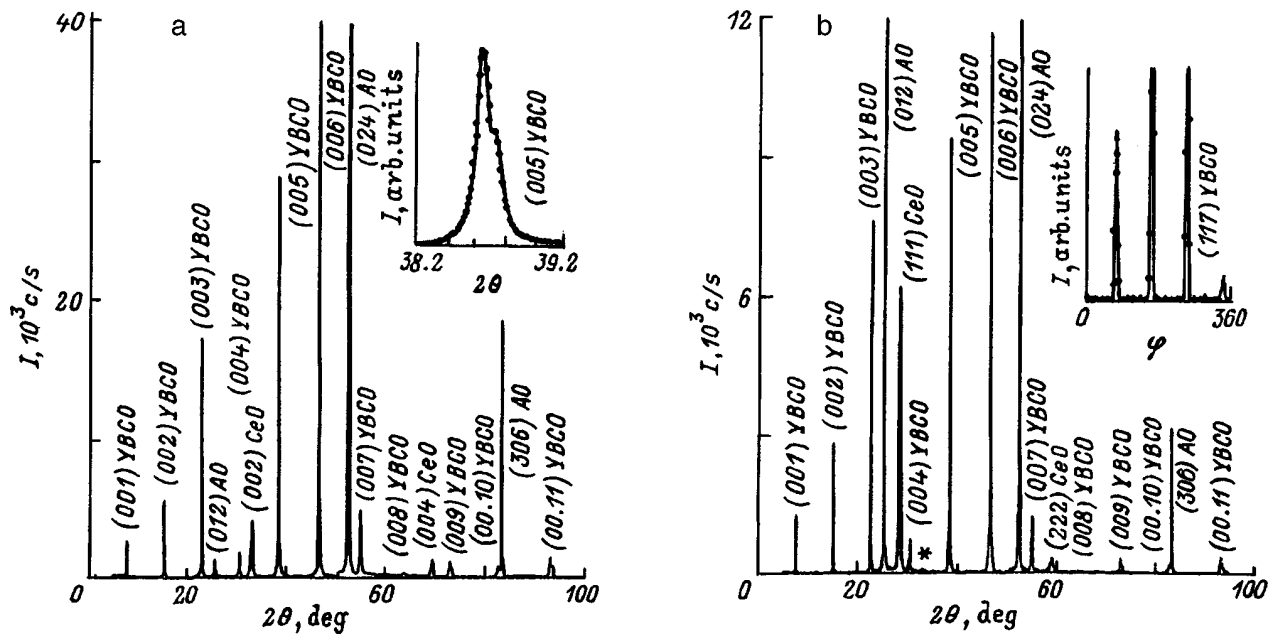 a
40
20
0
I, 10³ c/s
(001) YBCO
(002) YBCO
(003) YBCO
(012) AO
(004) YBCO
(002) CeO
(005) YBCO
(006) YBCO
(024) AO
(007) YBCO
(008) YBCO
(004) CeO
(009) YBCO
(00.10) YBCO
(306) AO
(00.11) YBCO
0
20
60
100
2θ, deg
I, arb.units
(005) YBCO
38.2
39.2
2θ
b
12
6
0
I, 10³ c/s
(001) YBCO
(002) YBCO
(003) YBCO
(012) AO
(111) CeO
(004) YBCO
*
(005) YBCO
(006) YBCO
(024) AO
(007) YBCO
(222) CeO
(008) YBCO
(009) YBCO
(00.10) YBCO
(306) AO
(00.11) YBCO
20
60
100
2θ, deg
I, arb.units
(117) YBCO
0
360
φ